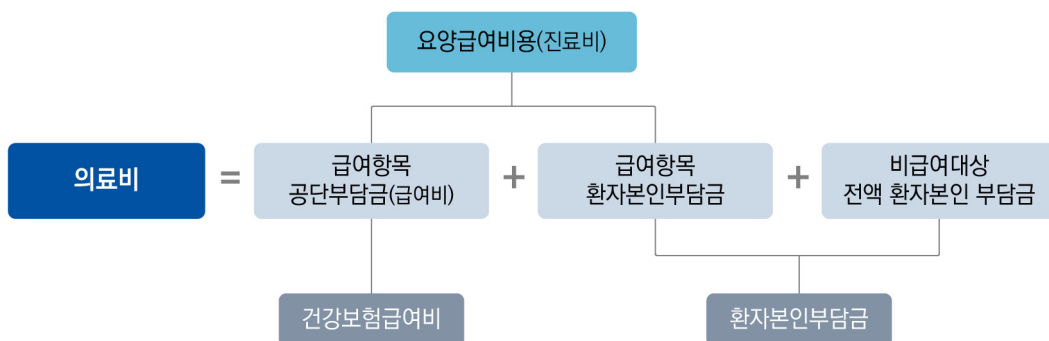 요양급여비용(진료비)
의료비
=
급여항목
공단부담금(급여비)
+
급여항목
환자본인부담금
+
비급여대상
전액 환자본인 부담금
건강보험급여비
환자본인부담금